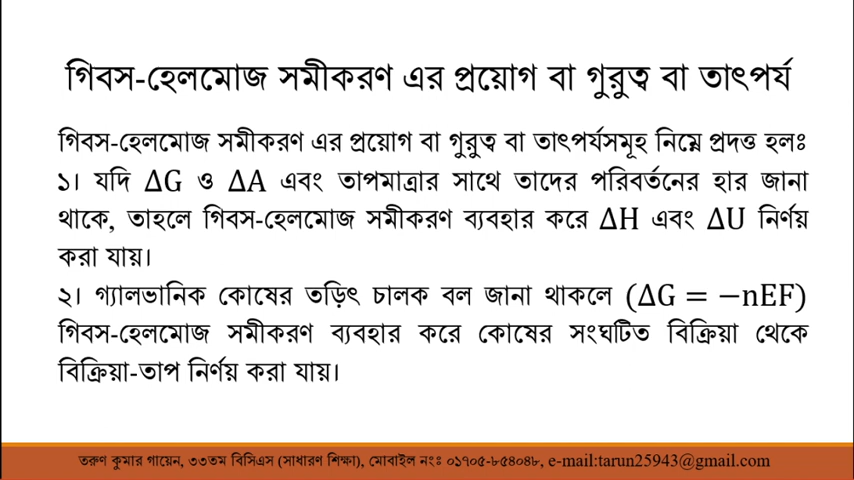 গিবস-হেলমোজ সমীকরণ এর প্রয়োগ বা গুরুত্ব বা তাৎপর্য
গিবস-হেলমোজ সমীকরণ এর প্রয়োগ বা গুরুত্ব বা তাৎপর্যসমূহ নিম্নে প্রদত্ত হলঃ
১। যদি ΔG ও ΔA এবং তাপমাত্রার সাথে তাদের পরিবর্তনের হার জানা
থাকে, তাহলে গিবস-হেলমোজ সমীকরণ ব্যবহার করে ΔH এবং ΔU নির্ণয়
করা যায়।
২। গ্যালভানিক কোষের তড়িৎ চালক বল জানা থাকলে (ΔG = −nEF)
গিবস-হেলমোজ সমীকরণ ব্যবহার করে কোষের সংঘটিত বিক্রিয়া থেকে
বিক্রিয়া-তাপ নির্ণয় করা যায়।
তরুণ কুমার গায়েন, ৩৩তম বিসিএস (সাধারণ শিক্ষা), মোবাইল নংঃ ০১৭০৫-৮৫৪০৪৮, e-mail:tarun25943@gmail.com